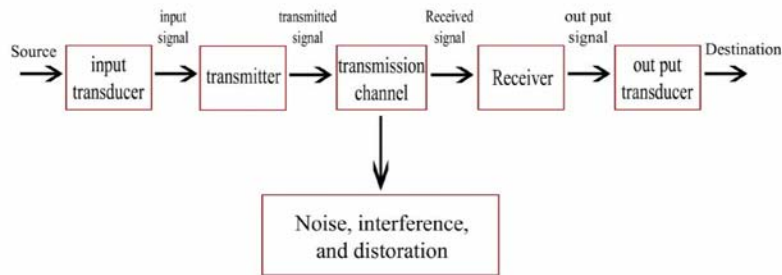 Source
input
signal
transmitted
signal
Received
signal
out put
signal
Destination
input
transducer
transmitter
transmission
channel
Receiver
out put
transducer
Noise, interference,
and distoration